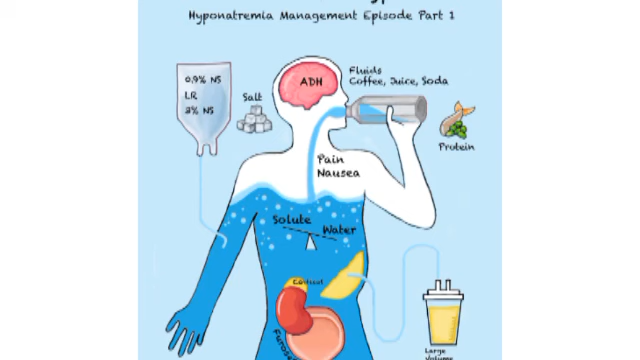 Hyponatremia Management Episode Part 1
0.9% NS
LR
3% NS
Salt
ADH
Fluids
Coffee, Juice, Soda
Protein
Pain
Nausea
Solute
Water
Cortisol
Large
Volume